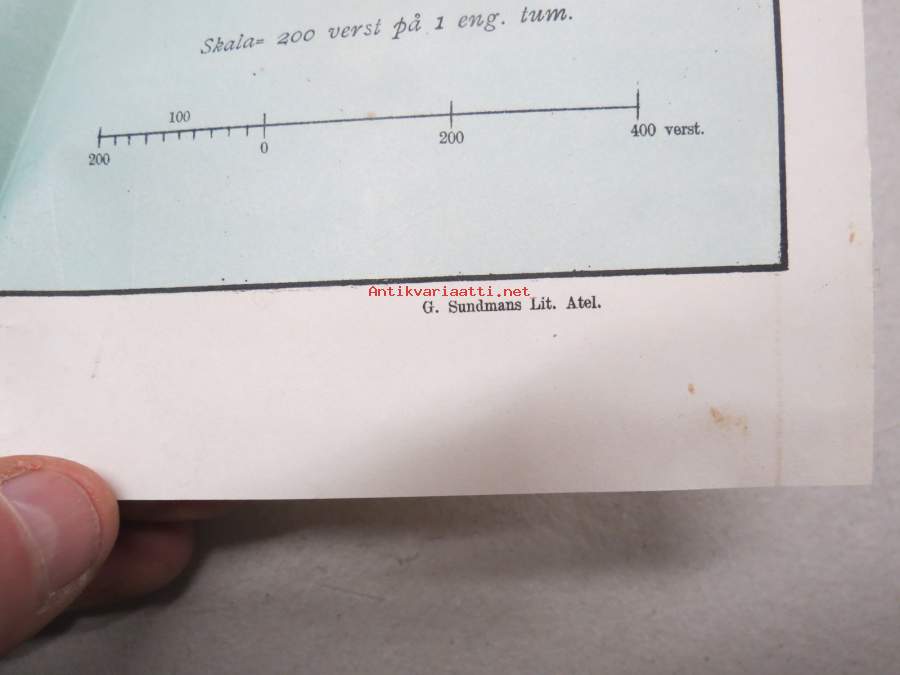 Skala= 200 verst på 1 eng. tum.
100
200 0 200 400 verst.
Antikvariaatti.net
G. Sundmans Lit. Atel.